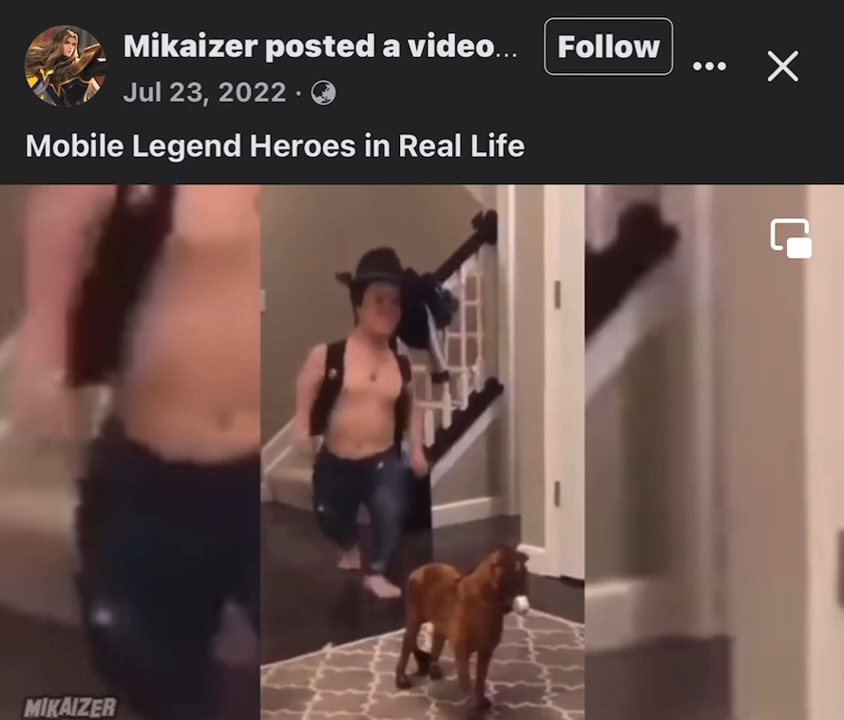 Mikaizer posted a video...
Follow
Jul 23, 2022 ·
Mobile Legend Heroes in Real Life
MIKAIZER